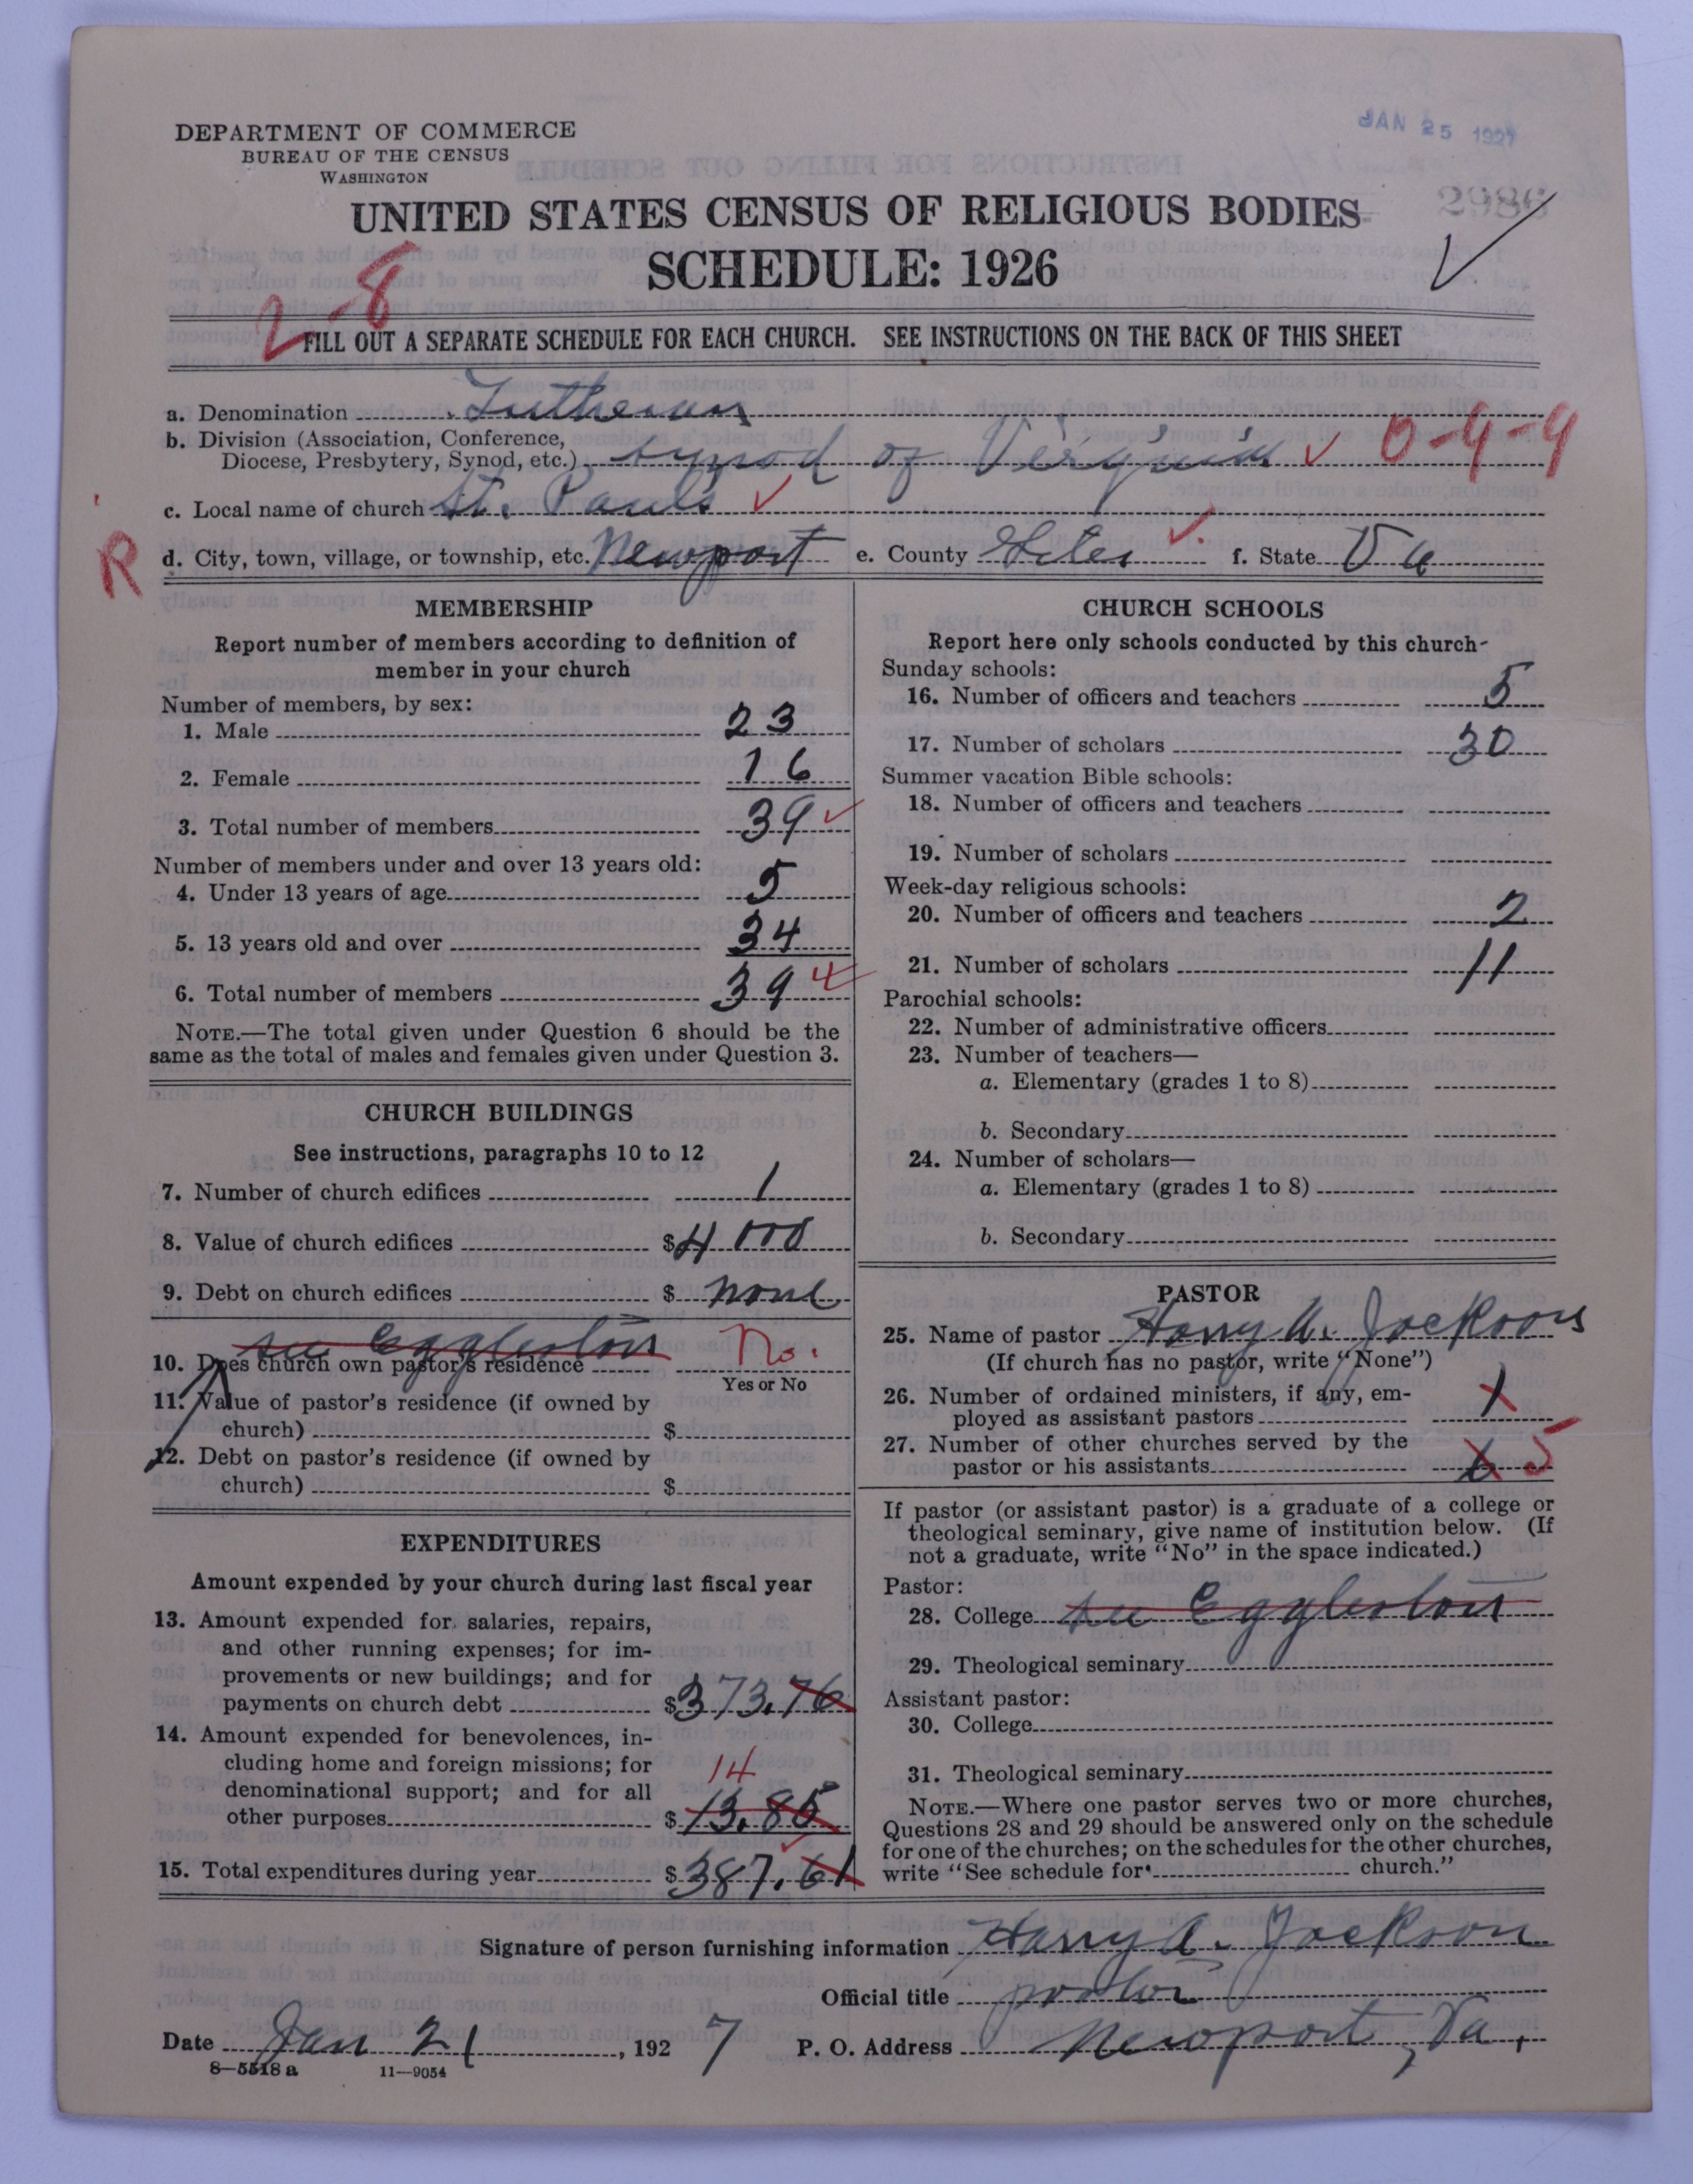 DEPARTMENT OF COMMERCE
BUREAU OF THE CENSUS
WASHINGTON
JAN 25 1927
2986
UNITED STATES CENSUS OF RELIGIOUS BODIES
SCHEDULE: 1926
2-8
FILL OUT A SEPARATE SCHEDULE FOR EACH CHURCH. SEE INSTRUCTIONS ON THE BACK OF THIS SHEET
a. Denomination Lutheran
b. Division (Association, Conference,
Diocese, Presbytery, Synod, etc.) Synod of Virginia ✓ 0-4-4
c. Local name of church St. Paul's ✓
R d. City, town, village, or township, etc. Newport e. County Giles ✓ f. State Va
MEMBERSHIP
Report number of members according to definition of
member in your church
Number of members, by sex:
1. Male 23
2. Female 16
3. Total number of members 39 ✓
Number of members under and over 13 years old:
4. Under 13 years of age 5
5. 13 years old and over 34
6. Total number of members 39
NOTE.—The total given under Question 6 should be the
same as the total of males and females given under Question 3.
CHURCH BUILDINGS
See instructions, paragraphs 10 to 12
7. Number of church edifices 1
8. Value of church edifices $4000
9. Debt on church edifices $ none
see Eggleston
10. Does church own pastor's residence No.
Yes or No
11. Value of pastor's residence (if owned by
church) $
12. Debt on pastor's residence (if owned by
church) $
EXPENDITURES
Amount expended by your church during last fiscal year
13. Amount expended for salaries, repairs,
and other running expenses; for im-
provements or new buildings; and for
payments on church debt $373.76
14. Amount expended for benevolences, in-
cluding home and foreign missions; for
denominational support; and for all
14
other purposes $13.85
15. Total expenditures during year $387.61
CHURCH SCHOOLS
Report here only schools conducted by this church
Sunday schools:
16. Number of officers and teachers 5
17. Number of scholars 30
Summer vacation Bible schools:
18. Number of officers and teachers
19. Number of scholars
Week-day religious schools:
20. Number of officers and teachers 2
21. Number of scholars 11
Parochial schools:
22. Number of administrative officers
23. Number of teachers—
a. Elementary (grades 1 to 8)
b. Secondary
24. Number of scholars—
a. Elementary (grades 1 to 8)
b. Secondary
PASTOR
25. Name of pastor Harry A. Jackson
(If church has no pastor, write "None")
26. Number of ordained ministers, if any, em-
ployed as assistant pastors 1
27. Number of other churches served by the
pastor or his assistants 6 5
If pastor (or assistant pastor) is a graduate of a college or
theological seminary, give name of institution below. (If
not a graduate, write "No" in the space indicated.)
Pastor:
28. College see Eggleston
29. Theological seminary
Assistant pastor:
30. College
31. Theological seminary
NOTE.—Where one pastor serves two or more churches,
Questions 28 and 29 should be answered only on the schedule
for one of the churches; on the schedules for the other churches,
write "See schedule for church."
Signature of person furnishing information Harry A. Jackson
Official title pastor
Date Jan 21, 1927 P. O. Address Newport, Va,
8—5518 a 11—9054